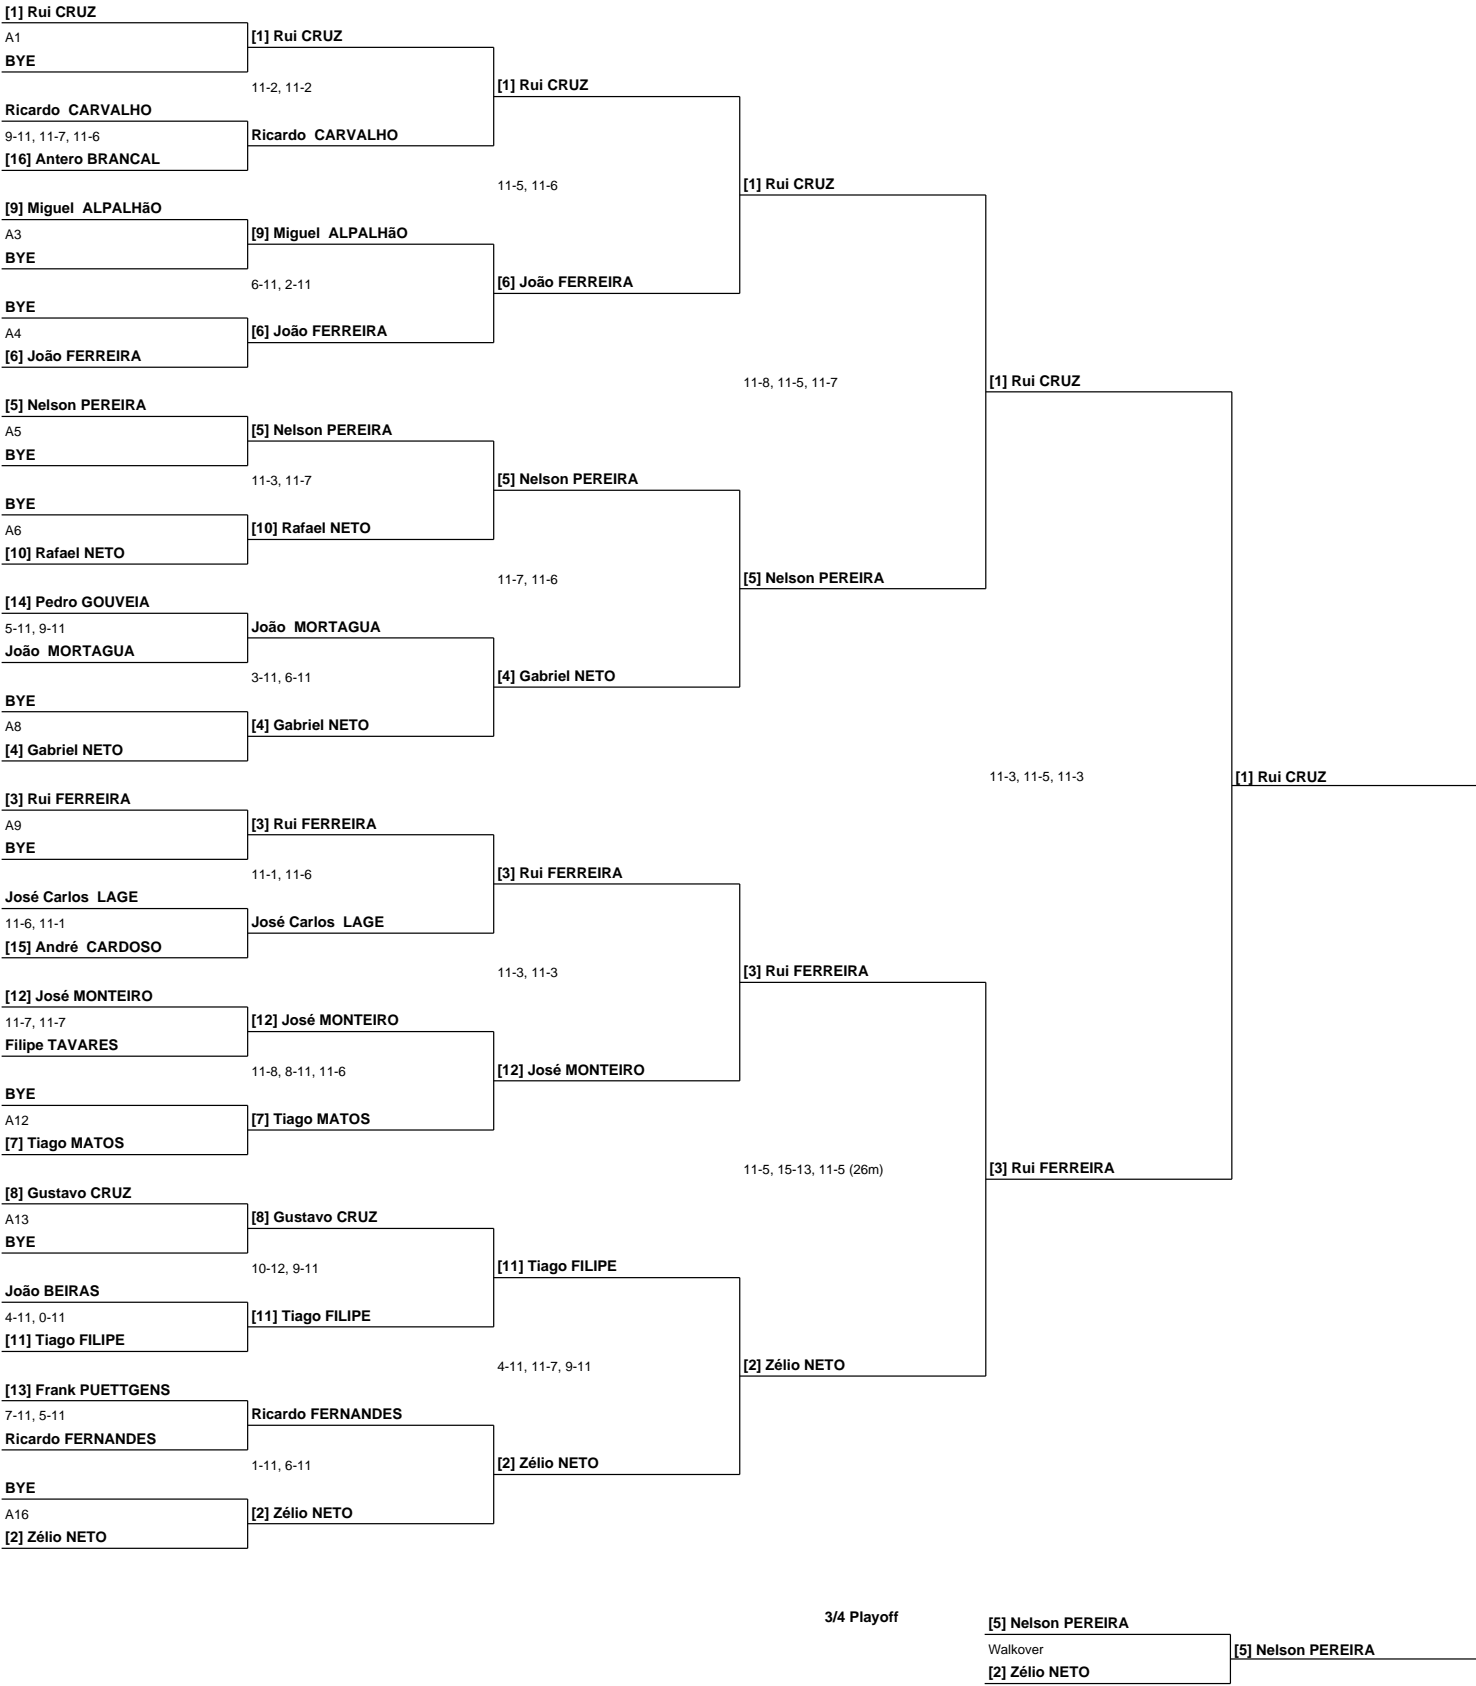 [1] Rui CRUZ
A1
BYE
[1] Rui CRUZ
11-2, 11-2
[1] Rui CRUZ
Ricardo  CARVALHO
9-11, 11-7, 11-6
[16] Antero BRANCAL
Ricardo  CARVALHO
11-5, 11-6
[1] Rui CRUZ
[9] Miguel  ALPALHãO
A3
BYE
[9] Miguel  ALPALHãO
6-11, 2-11
[6] João FERREIRA
BYE
A4
[6] João FERREIRA
[6] João FERREIRA
11-8, 11-5, 11-7
[1] Rui CRUZ
[5] Nelson PEREIRA
A5
BYE
[5] Nelson PEREIRA
11-3, 11-7
[5] Nelson PEREIRA
BYE
A6
[10] Rafael NETO
[10] Rafael NETO
11-7, 11-6
[5] Nelson PEREIRA
[14] Pedro GOUVEIA
5-11, 9-11
João  MORTAGUA
João  MORTAGUA
3-11, 6-11
[4] Gabriel NETO
BYE
A8
[4] Gabriel NETO
[4] Gabriel NETO
11-3, 11-5, 11-3
[1] Rui CRUZ
[3] Rui FERREIRA
A9
BYE
[3] Rui FERREIRA
11-1, 11-6
[3] Rui FERREIRA
José Carlos  LAGE
11-6, 11-1
[15] André  CARDOSO
José Carlos  LAGE
11-3, 11-3
[3] Rui FERREIRA
[12] José MONTEIRO
11-7, 11-7
Filipe TAVARES
[12] José MONTEIRO
11-8, 8-11, 11-6
[12] José MONTEIRO
BYE
A12
[7] Tiago MATOS
[7] Tiago MATOS
11-5, 15-13, 11-5 (26m)
[3] Rui FERREIRA
[8] Gustavo CRUZ
A13
BYE
[8] Gustavo CRUZ
10-12, 9-11
[11] Tiago FILIPE
João BEIRAS
4-11, 0-11
[11] Tiago FILIPE
[11] Tiago FILIPE
4-11, 11-7, 9-11
[2] Zélio NETO
[13] Frank PUETTGENS
7-11, 5-11
Ricardo FERNANDES
Ricardo FERNANDES
1-11, 6-11
[2] Zélio NETO
BYE
A16
[2] Zélio NETO
[2] Zélio NETO
3/4 Playoff
[5] Nelson PEREIRA
Walkover
[2] Zélio NETO
[5] Nelson PEREIRA